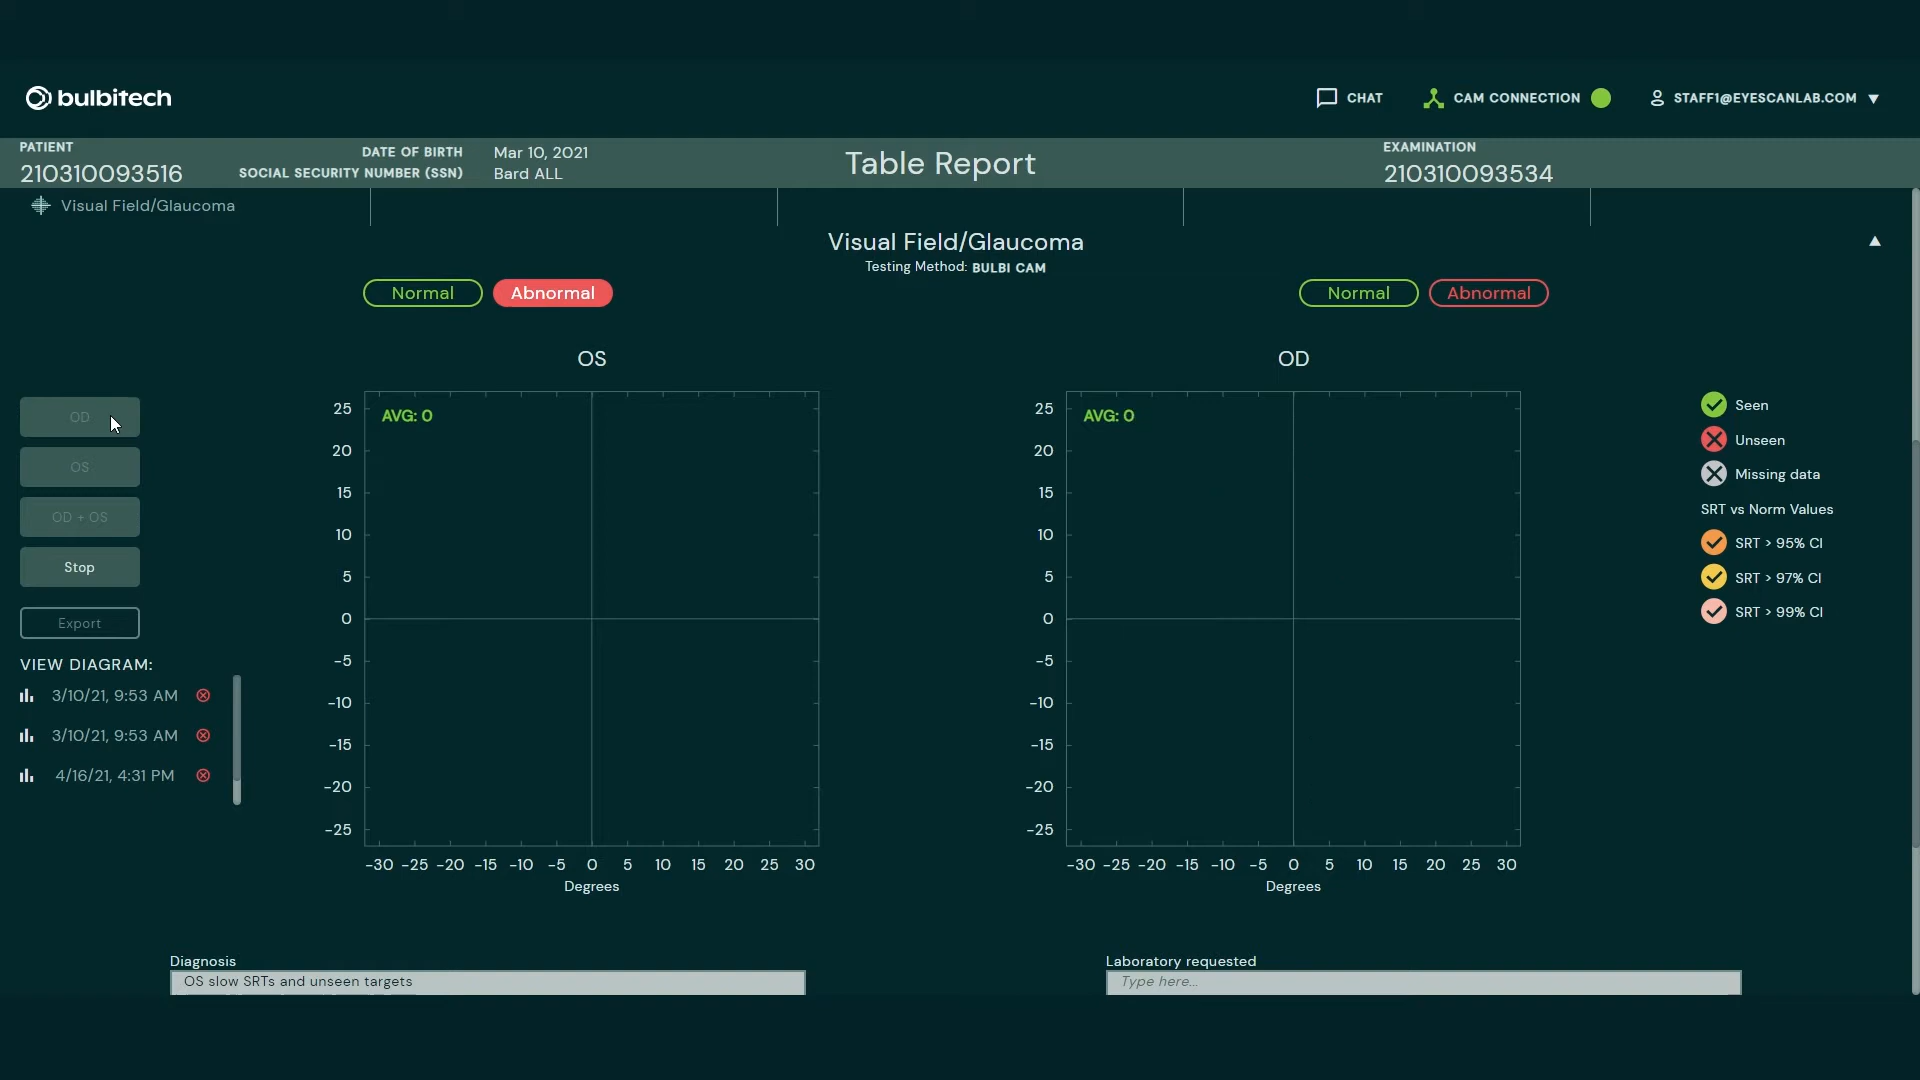 bulbitech
CHAT
CAM CONNECTION
STAFF1@EYESCANLAB.COM ▼
PATIENT
210310093516
DATE OF BIRTH Mar 10, 2021
SOCIAL SECURITY NUMBER (SSN) Bard ALL
Table Report
EXAMINATION
210310093534
Visual Field/Glaucoma
Visual Field/Glaucoma
▲
Testing Method: BULBI CAM
Normal Abnormal
Normal Abnormal
OD
OS
OD + OS
Stop
Export
VIEW DIAGRAM:
3/10/21, 9:53 AM
3/10/21, 9:53 AM
4/16/21, 4:31 PM
OS
AVG: 0
25
20
15
10
5
0
-5
-10
-15
-20
-25
-30 -25 -20 -15 -10 -5 0 5 10 15 20 25 30
Degrees
OD
AVG: 0
25
20
15
10
5
0
-5
-10
-15
-20
-25
-30 -25 -20 -15 -10 -5 0 5 10 15 20 25 30
Degrees
Seen
Unseen
Missing data
SRT vs Norm Values
SRT > 95% CI
SRT > 97% CI
SRT > 99% CI
Diagnosis
OS slow SRTs and unseen targets
Laboratory requested
Type here...